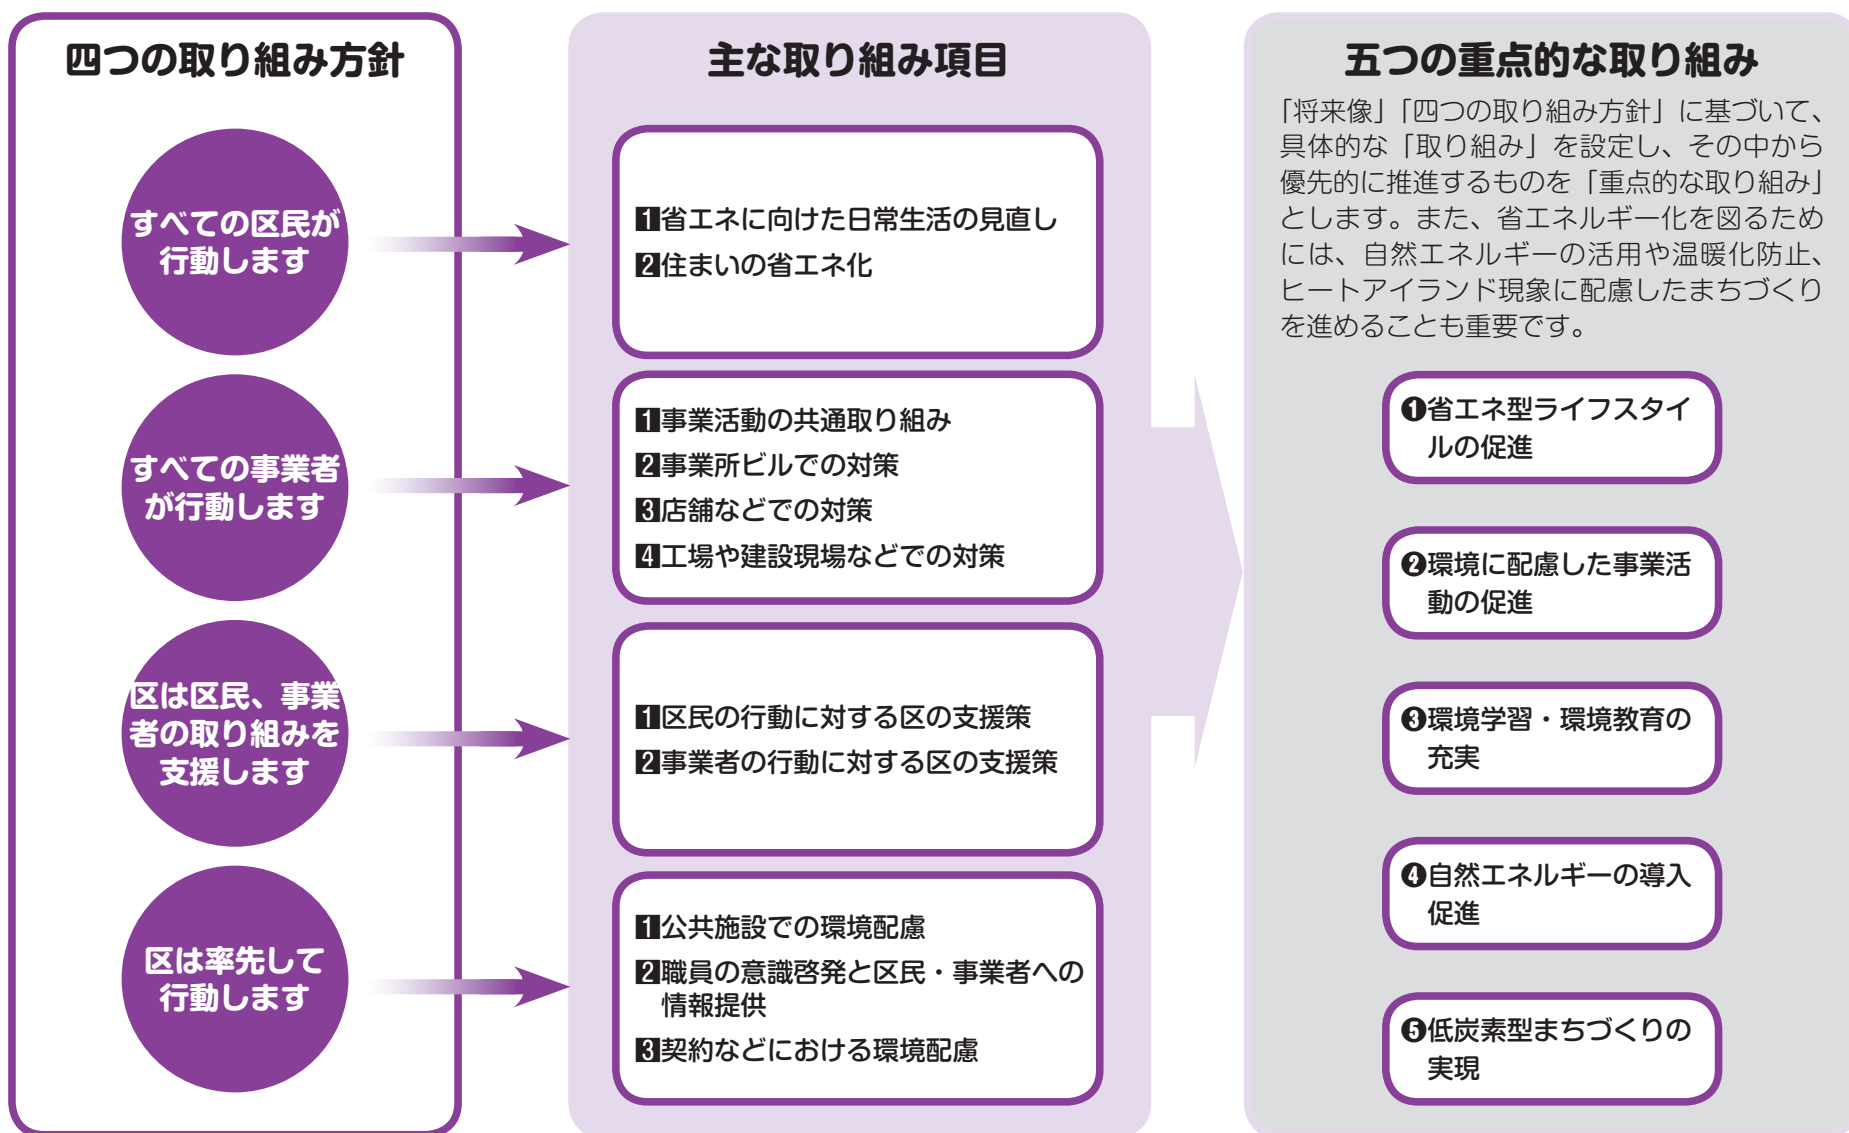 四つの取り組み方針
すべての区民が
行動します
すべての事業者
が行動します
区は区民、事業
者の取り組みを
支援します
区は率先して
行動します
主な取り組み項目
1省エネに向けた日常生活の見直し
2住まいの省エネ化
1事業活動の共通取り組み
2事業所ビルでの対策
3店舗などでの対策
4工場や建設現場などでの対策
1区民の行動に対する区の支援策
2事業者の行動に対する区の支援策
1公共施設での環境配慮
2職員の意識啓発と区民・事業者への
情報提供
3契約などにおける環境配慮
五つの重点的な取り組み
「将来像」「四つの取り組み方針」に基づいて、
具体的な「取り組み」を設定し、その中から
優先的に推進するものを「重点的な取り組み」
とします。また、省エネルギー化を図るため
には、自然エネルギーの活用や温暖化防止、
ヒートアイランド現象に配慮したまちづくり
を進めることも重要です。
❶省エネ型ライフスタイ
ルの促進
❷環境に配慮した事業活
動の促進
❸環境学習・環境教育の
充実
❹自然エネルギーの導入
促進
❺低炭素型まちづくりの
実現